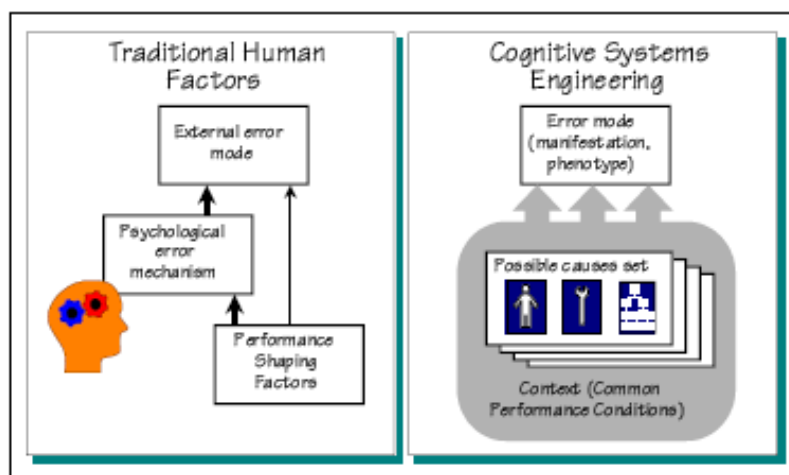 Traditional Human
Factors
External error
mode
Psychological
error
mechanism
Performance
Shaping
Factors
Cognitive Systems
Engineering
Error mode
(manifestation,
phenotype)
Possible causes set
Context (Common
Performance Conditions)